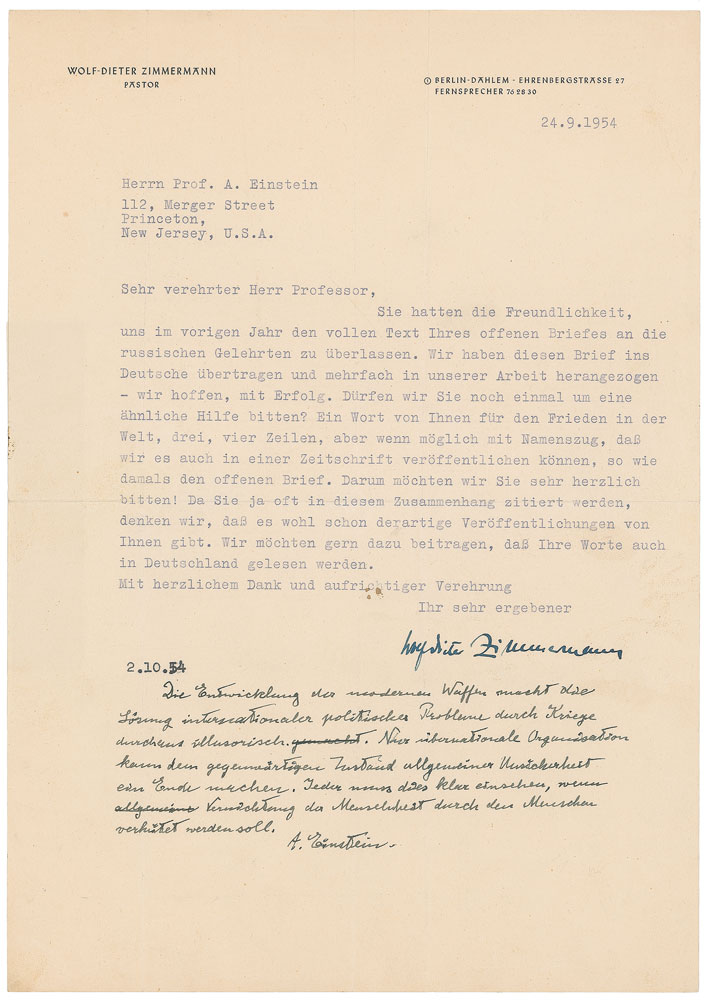 WOLF-DIETER ZIMMERMANN
PASTOR
① BERLIN-DAHLEM · EHRENBERGSTRASSE 27
FERNSPRECHER 76 28 30
24.9.1954
Herrn Prof. A. Einstein
112, Merger Street
Princeton,
New Jersey, U.S.A.
Sehr verehrter Herr Professor,
Sie hatten die Freundlichkeit,
uns im vorigen Jahr den vollen Text Ihres offenen Briefes an die
russischen Gelehrten zu überlassen. Wir haben diesen Brief ins
Deutsche übertragen und mehrfach in unserer Arbeit herangezogen
- wir hoffen, mit Erfolg. Dürfen wir Sie noch einmal um eine
ähnliche Hilfe bitten? Ein Wort von Ihnen für den Frieden in der
Welt, drei, vier Zeilen, aber wenn möglich mit Namenszug, daß
wir es auch in einer Zeitschrift veröffentlichen können, so wie
damals den offenen Brief. Darum möchten wir Sie sehr herzlich
bitten! Da Sie ja oft in diesem Zusammenhang zitiert werden,
denken wir, daß es wohl schon derartige Veröffentlichungen von
Ihnen gibt. Wir möchten gern dazu beitragen, daß Ihre Worte auch
in Deutschland gelesen werden.
Mit herzlichem Dank und aufrichtiger Verehrung
Ihr sehr ergebener
Wolf-Dieter Zimmermann
2.10.54
Die Entwicklung der modernen Waffen macht die
Lösung internationaler politischer Probleme durch Kriege
durchaus illusorisch gemacht. Nur übernationale Organisation
kann dem gegenwärtigen Zustand allgemeiner Unsicherheit
ein Ende machen. Jeder muss dies klar einsehen, wenn
allgemeine Vernichtung der Menschheit durch den Menschen
verhütet werden soll.
A. Einstein.